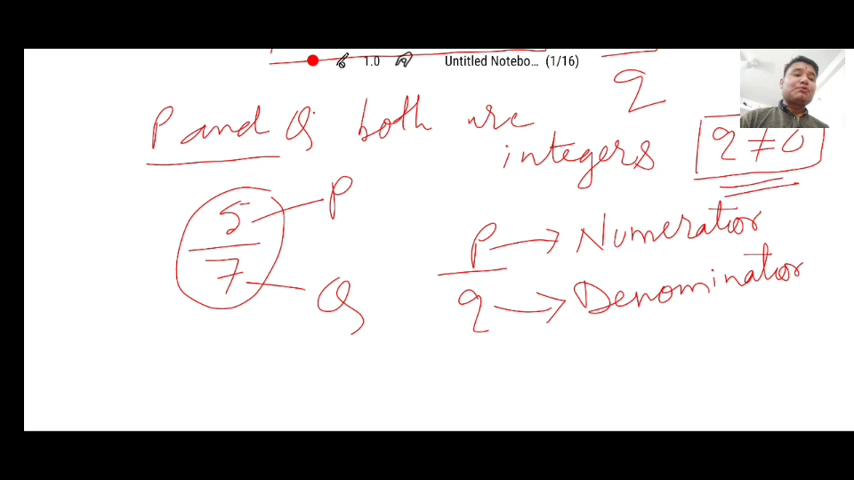 1.0 Untitled Notebo... (1/16)
q
P and Q both are integers q ≠ 0
5 P
7 Q
P → Numerator
q → Denominator